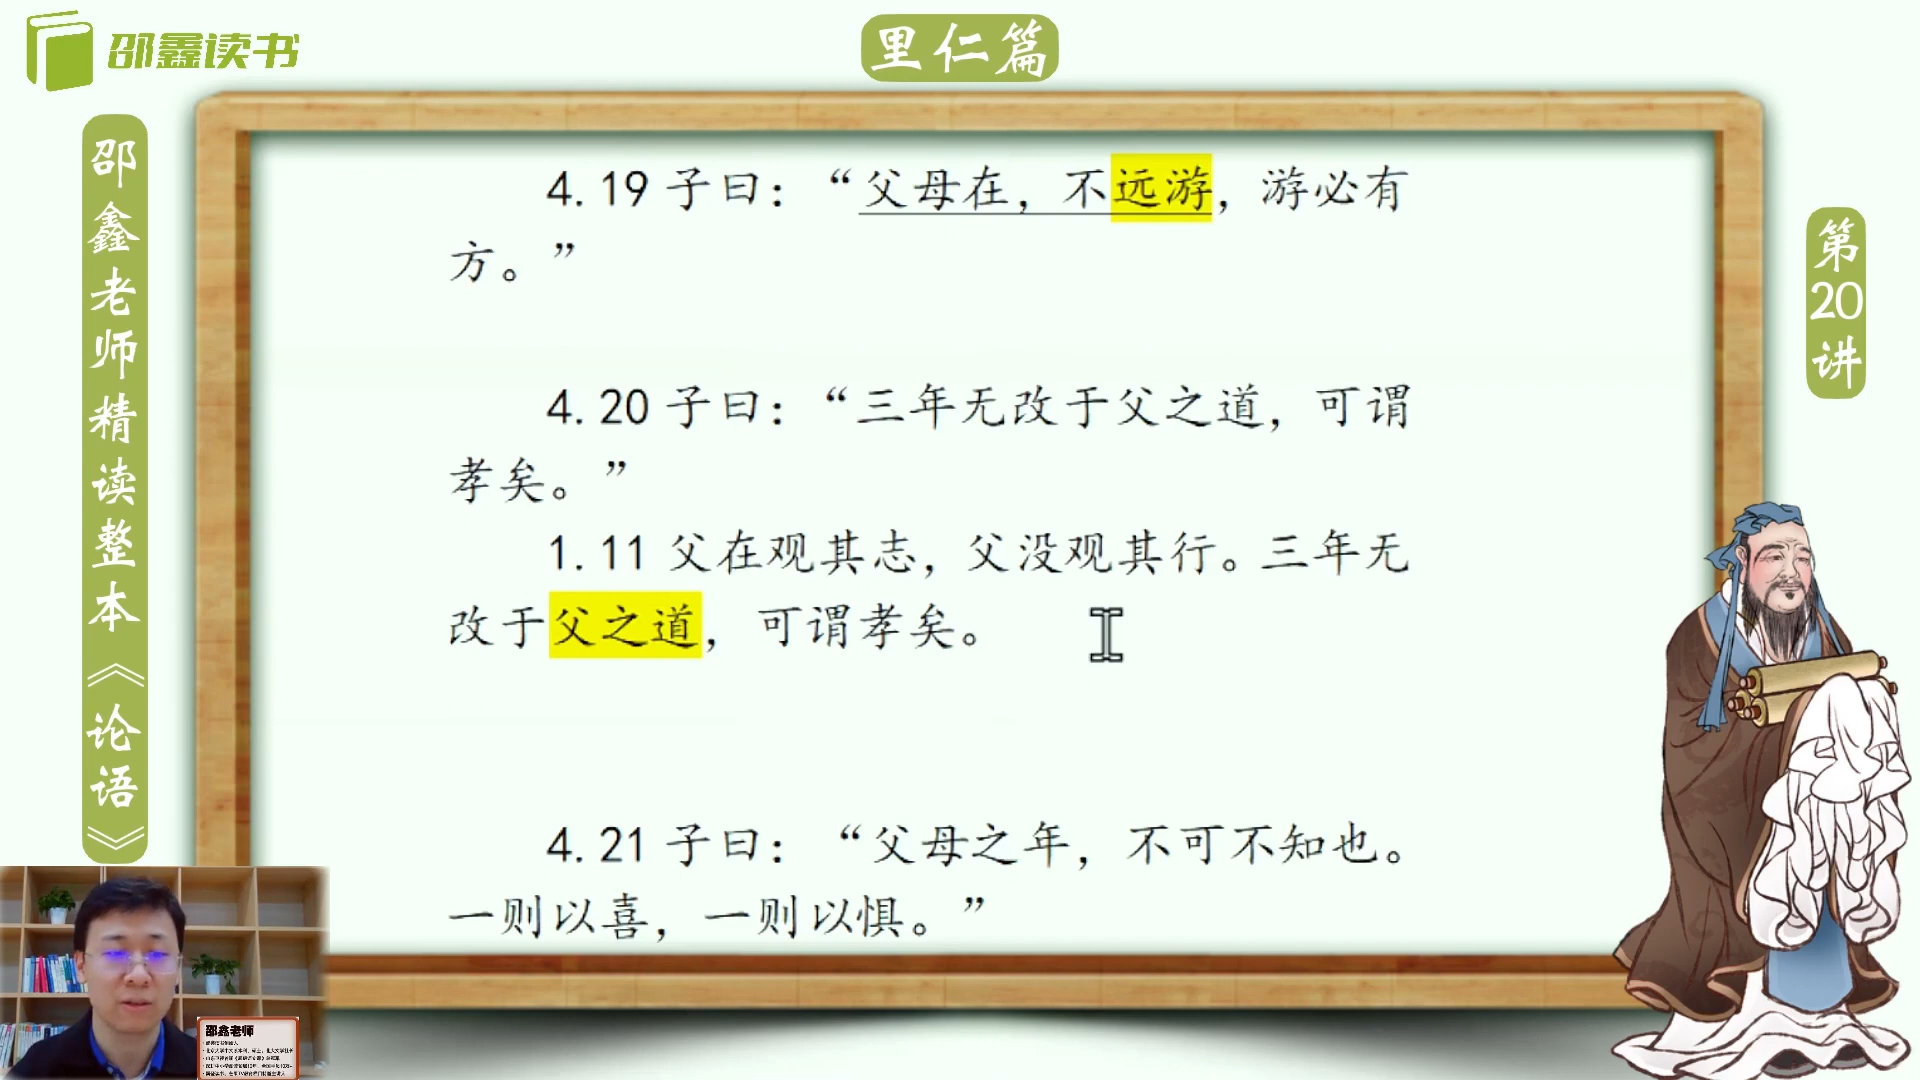 邵鑫读书
里仁篇
邵鑫老师精读整本《论语》
第20讲
4.19 子曰：“父母在，不远游，游必有
方。”
4.20 子曰：“三年无改于父之道，可谓
孝矣。”
1.11 父在观其志，父没观其行。三年无
改于父之道，可谓孝矣。
4.21 子曰：“父母之年，不可不知也。
一则以喜，一则以惧。”
邵鑫老师